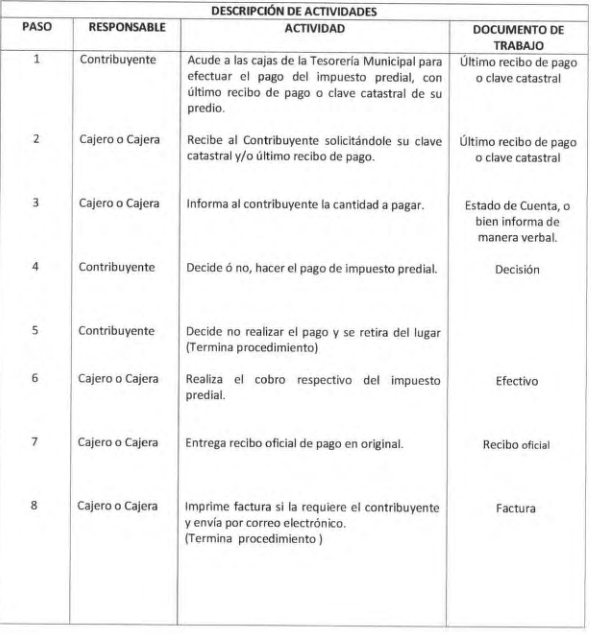 DESCRIPCIÓN DE ACTIVIDADES
PASO RESPONSABLE ACTIVIDAD DOCUMENTO DE
TRABAJO
1 Contribuyente Acude a las cajas de la Tesorería Municipal para Último recibo de pago
efectuar el pago del impuesto predial, con o clave catastral
último recibo de pago o clave catastral de su
predio.
2 Cajero o Cajera Recibe al Contribuyente solicitándole su clave Último recibo de pago
catastral y/o último recibo de pago. o clave catastral
3 Cajero o Cajera Informa al contribuyente la cantidad a pagar. Estado de Cuenta, o
bien informa de
manera verbal.
4 Contribuyente Decide ó no, hacer el pago de impuesto predial. Decisión
5 Contribuyente Decide no realizar el pago y se retira del lugar
(Termina procedimiento)
6 Cajero o Cajera Realiza el cobro respectivo del impuesto Efectivo
predial.
7 Cajero o Cajera Entrega recibo oficial de pago en original. Recibo oficial
8 Cajero o Cajera Imprime factura si la requiere el contribuyente Factura
y envía por correo electrónico.
(Termina procedimiento )